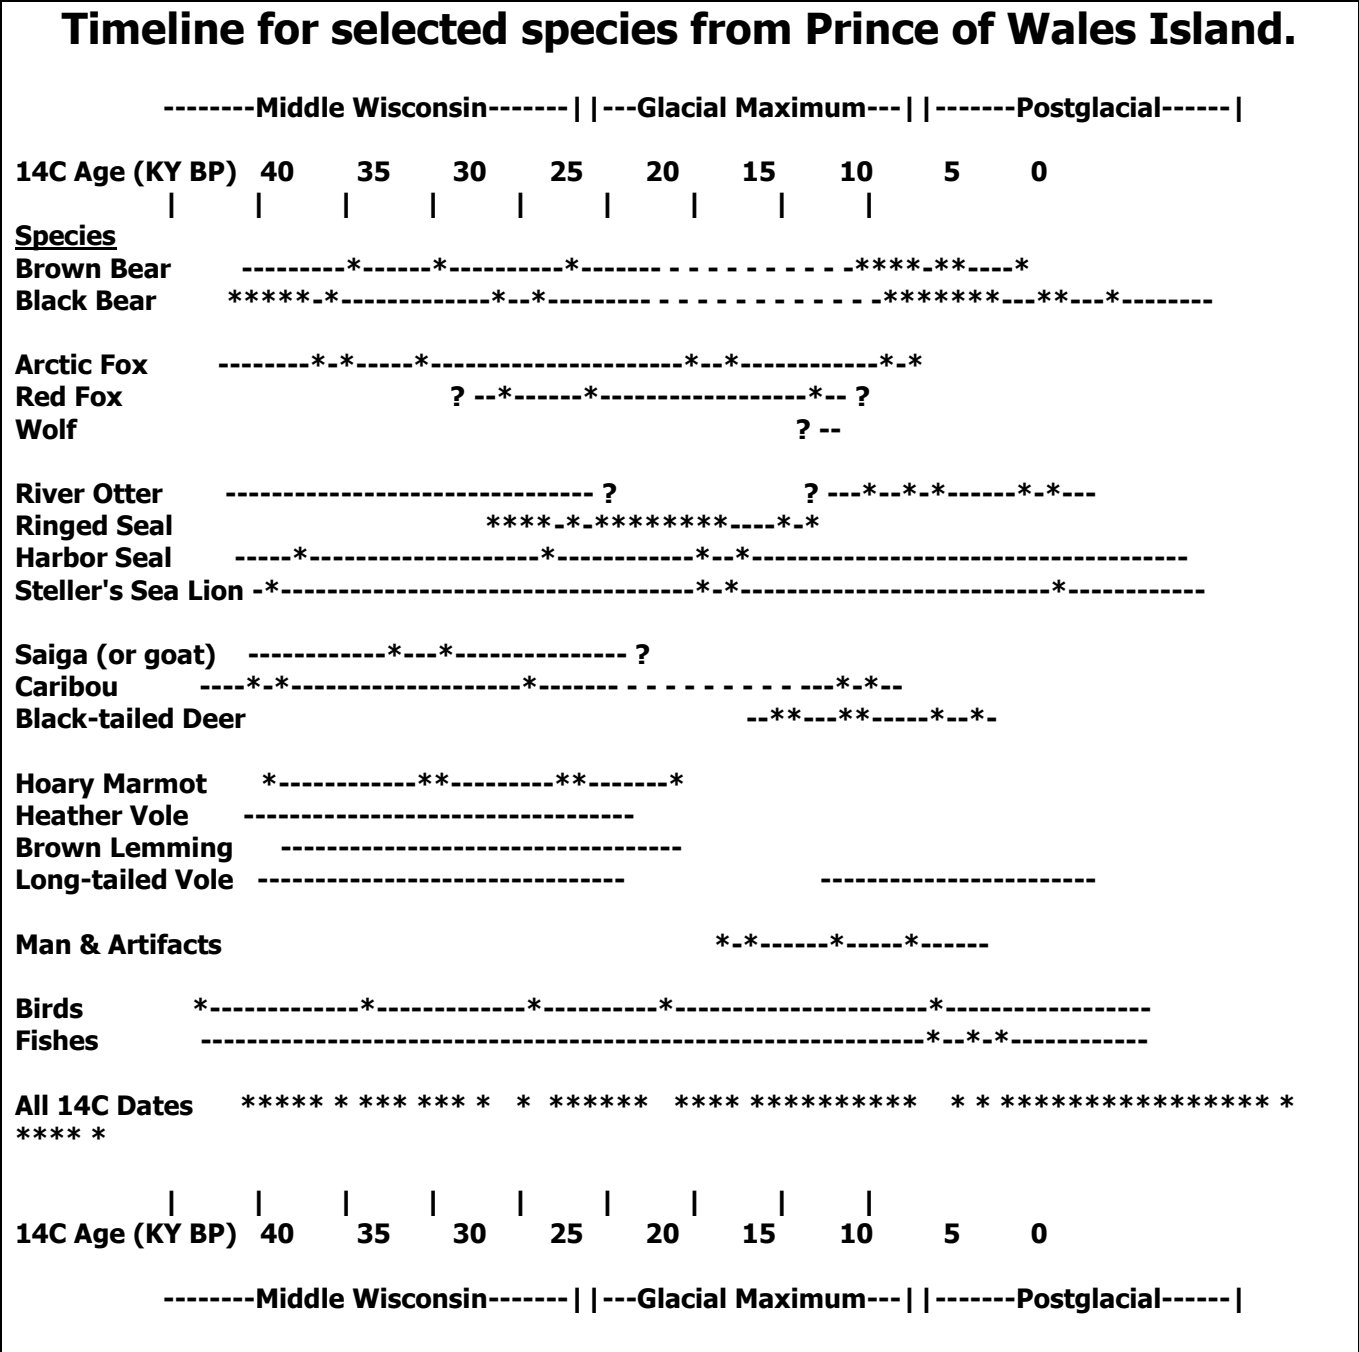 Timeline for selected species from Prince of Wales Island.
--------Middle Wisconsin-------||---Glacial Maximum---||-------Postglacial------|
14C Age (KY BP) 40 35 30 25 20 15 10 5 0
| | | | | | | | |
Species
Brown Bear ---------*------*----------*------- - - - - - - - - - -****-**----*
Black Bear *****-*-------------*--*--------- - - - - - - - - - - - -*******---**---*--------
Arctic Fox --------*-*-----*----------------------*--*------------*-*
Red Fox ? --*------*------------------*-- ?
Wolf ? --
River Otter -------------------------------- ? ? ---*--*-*------*-*---
Ringed Seal ****-*-********----*-*
Harbor Seal -----*--------------------*------------*--*--------------------------------------
Steller's Sea Lion -*------------------------------------*-*---------------------------*------------
Saiga (or goat) ------------*---*--------------- ?
Caribou ----*-*--------------------*------- - - - - - - - - ---*-*--
Black-tailed Deer --**---**-----*--*-
Hoary Marmot *------------**---------**-------*
Heather Vole ----------------------------------
Brown Lemming -----------------------------------
Long-tailed Vole -------------------------------- ------------------------
Man & Artifacts *-*------*-----*------
Birds *-------------*-------------*----------*----------------------*------------------
Fishes ---------------------------------------------------------------*--*-*------------
All 14C Dates ***** * *** *** * * ****** **** ********** * * **************** *
**** *
| | | | | | | | |
14C Age (KY BP) 40 35 30 25 20 15 10 5 0
--------Middle Wisconsin-------||---Glacial Maximum---||-------Postglacial------|